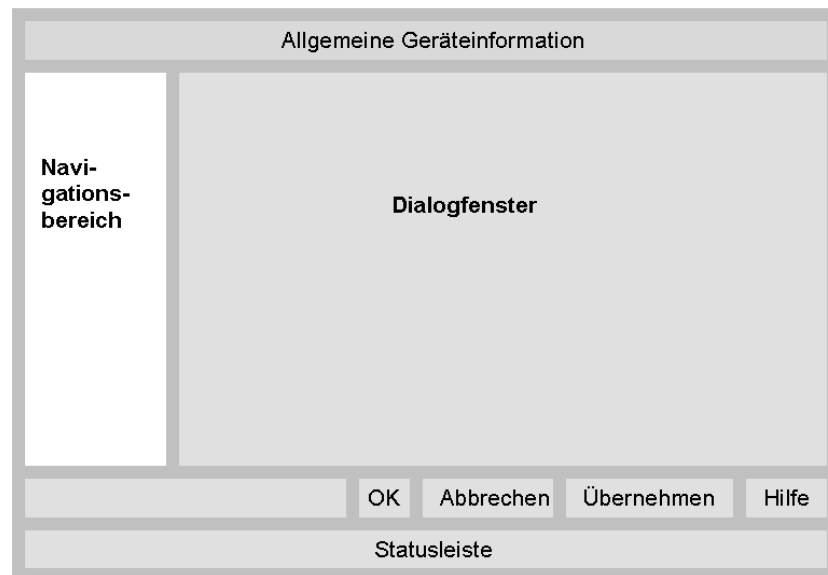 Allgemeine Geräteinformation
Navi-
gations-
bereich
Dialogfenster
OK Abbrechen Übernehmen Hilfe
Statusleiste